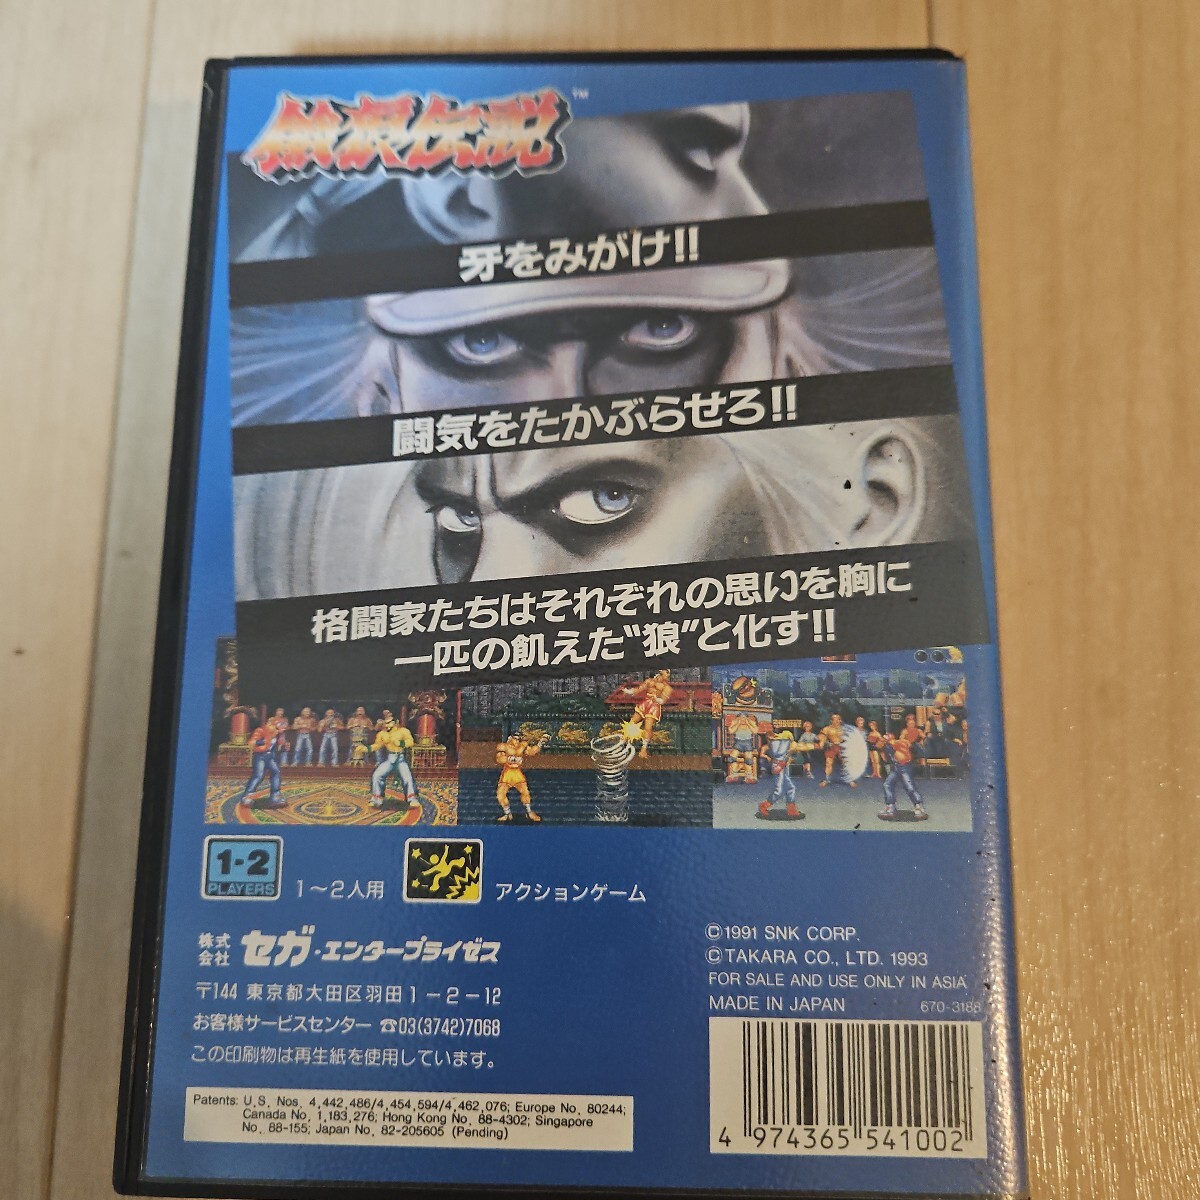 餓狼伝説™
牙をみがけ!!
闘気をたかぶらせろ!!
格闘家たちはそれぞれの思いを胸に
一匹の飢えた"狼"と化す!!
1-2
PLAYERS
1～2人用
アクションゲーム
株式会社 セガ・エンタープライゼス
〒144 東京都大田区羽田1-2-12
お客様サービスセンター ☎03(3742)7068
この印刷物は再生紙を使用しています。
Patents: U.S. Nos. 4,442,486/4,454,594/4,462,076; Europe No. 80244;
Canada No. 1,183,276; Hong Kong No. 88-4302; Singapore
No. 88-155; Japan No. 82-205605 (Pending)
©1991 SNK CORP.
©TAKARA CO., LTD. 1993
FOR SALE AND USE ONLY IN ASIA
MADE IN JAPAN 670-3188
4 974365 541002